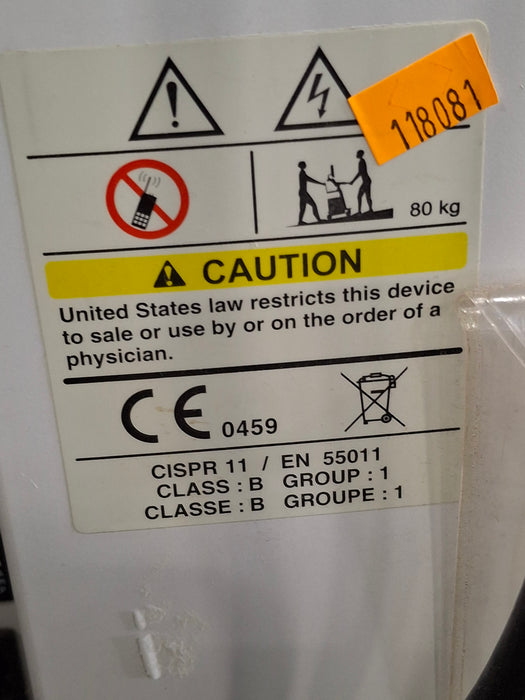 118081
80 kg
CAUTION
United States law restricts this device
to sale or use by or on the order of a
physician.
CE 0459
CISPR 11 / EN 55011
CLASS : B GROUP : 1
CLASSE : B GROUPE : 1